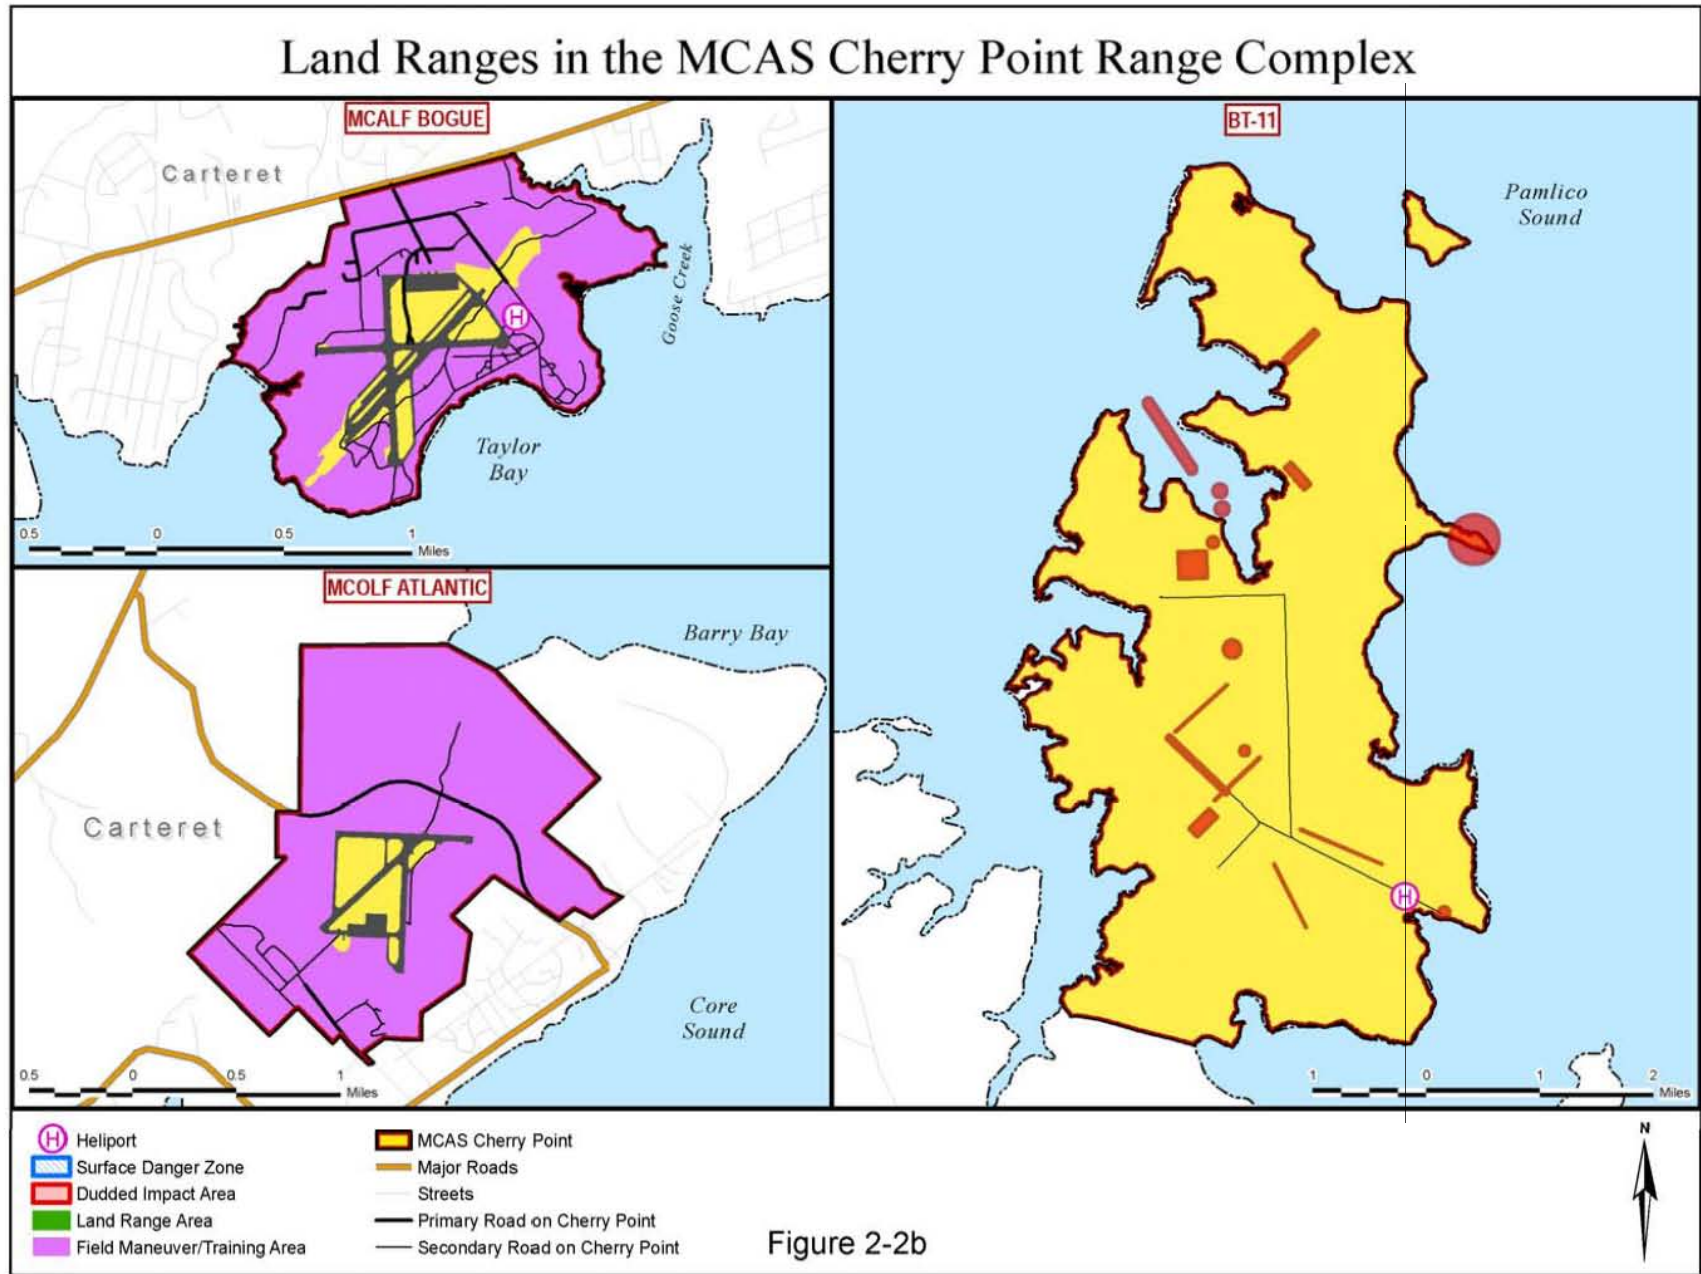 Land Ranges in the MCAS Cherry Point Range Complex
MCALF BOGUE
Carteret
Goose Creek
Taylor
Bay
0.5 0 0.5 1
Miles
MCOLF ATLANTIC
Barry Bay
Carteret
Core
Sound
0.5 0 0.5 1
Miles
BT-11
Pamlico
Sound
H
H
1 0 1 2
Miles
H Heliport
Surface Danger Zone
Dudded Impact Area
Land Range Area
Field Maneuver/Training Area
MCAS Cherry Point
Major Roads
Streets
Primary Road on Cherry Point
Secondary Road on Cherry Point
Figure 2-2b
N